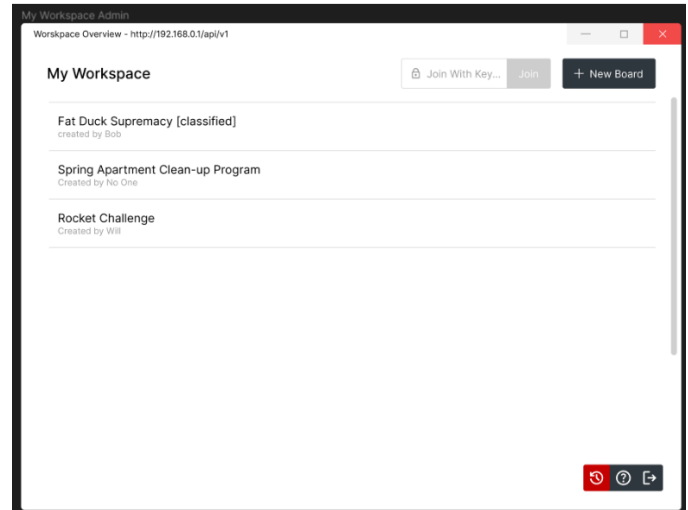 My Workspace Admin
Worskpace Overview - http://192.168.0.1/api/v1
My Workspace
Join With Key...
Join
+ New Board
Fat Duck Supremacy [classified]
created by Bob
Spring Apartment Clean-up Program
Created by No One
Rocket Challenge
Created by Will